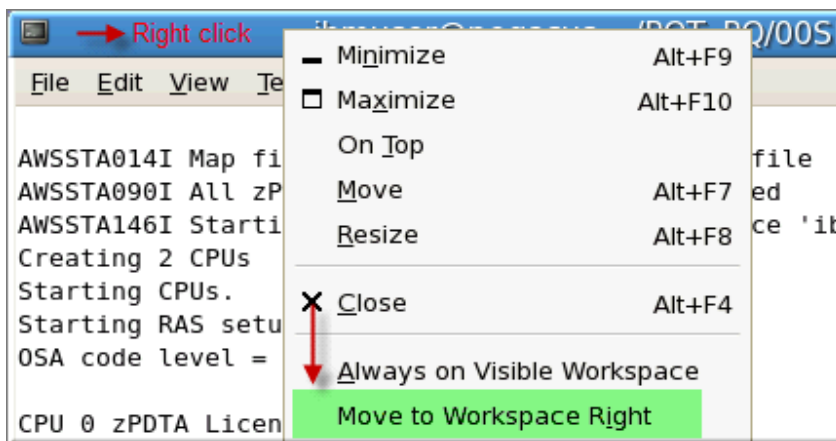 Right click
/00S
File Edit View Te
Minimize Alt+F9
Maximize Alt+F10
On Top
Move Alt+F7
Resize Alt+F8
Close Alt+F4
Always on Visible Workspace
Move to Workspace Right
AWSSTA014I Map fi file
AWSSTA090I All zP ed
AWSSTA146I Starti ce 'ib
Creating 2 CPUs
Starting CPUs.
Starting RAS setu
OSA code level =
CPU 0 zPDTA Licen